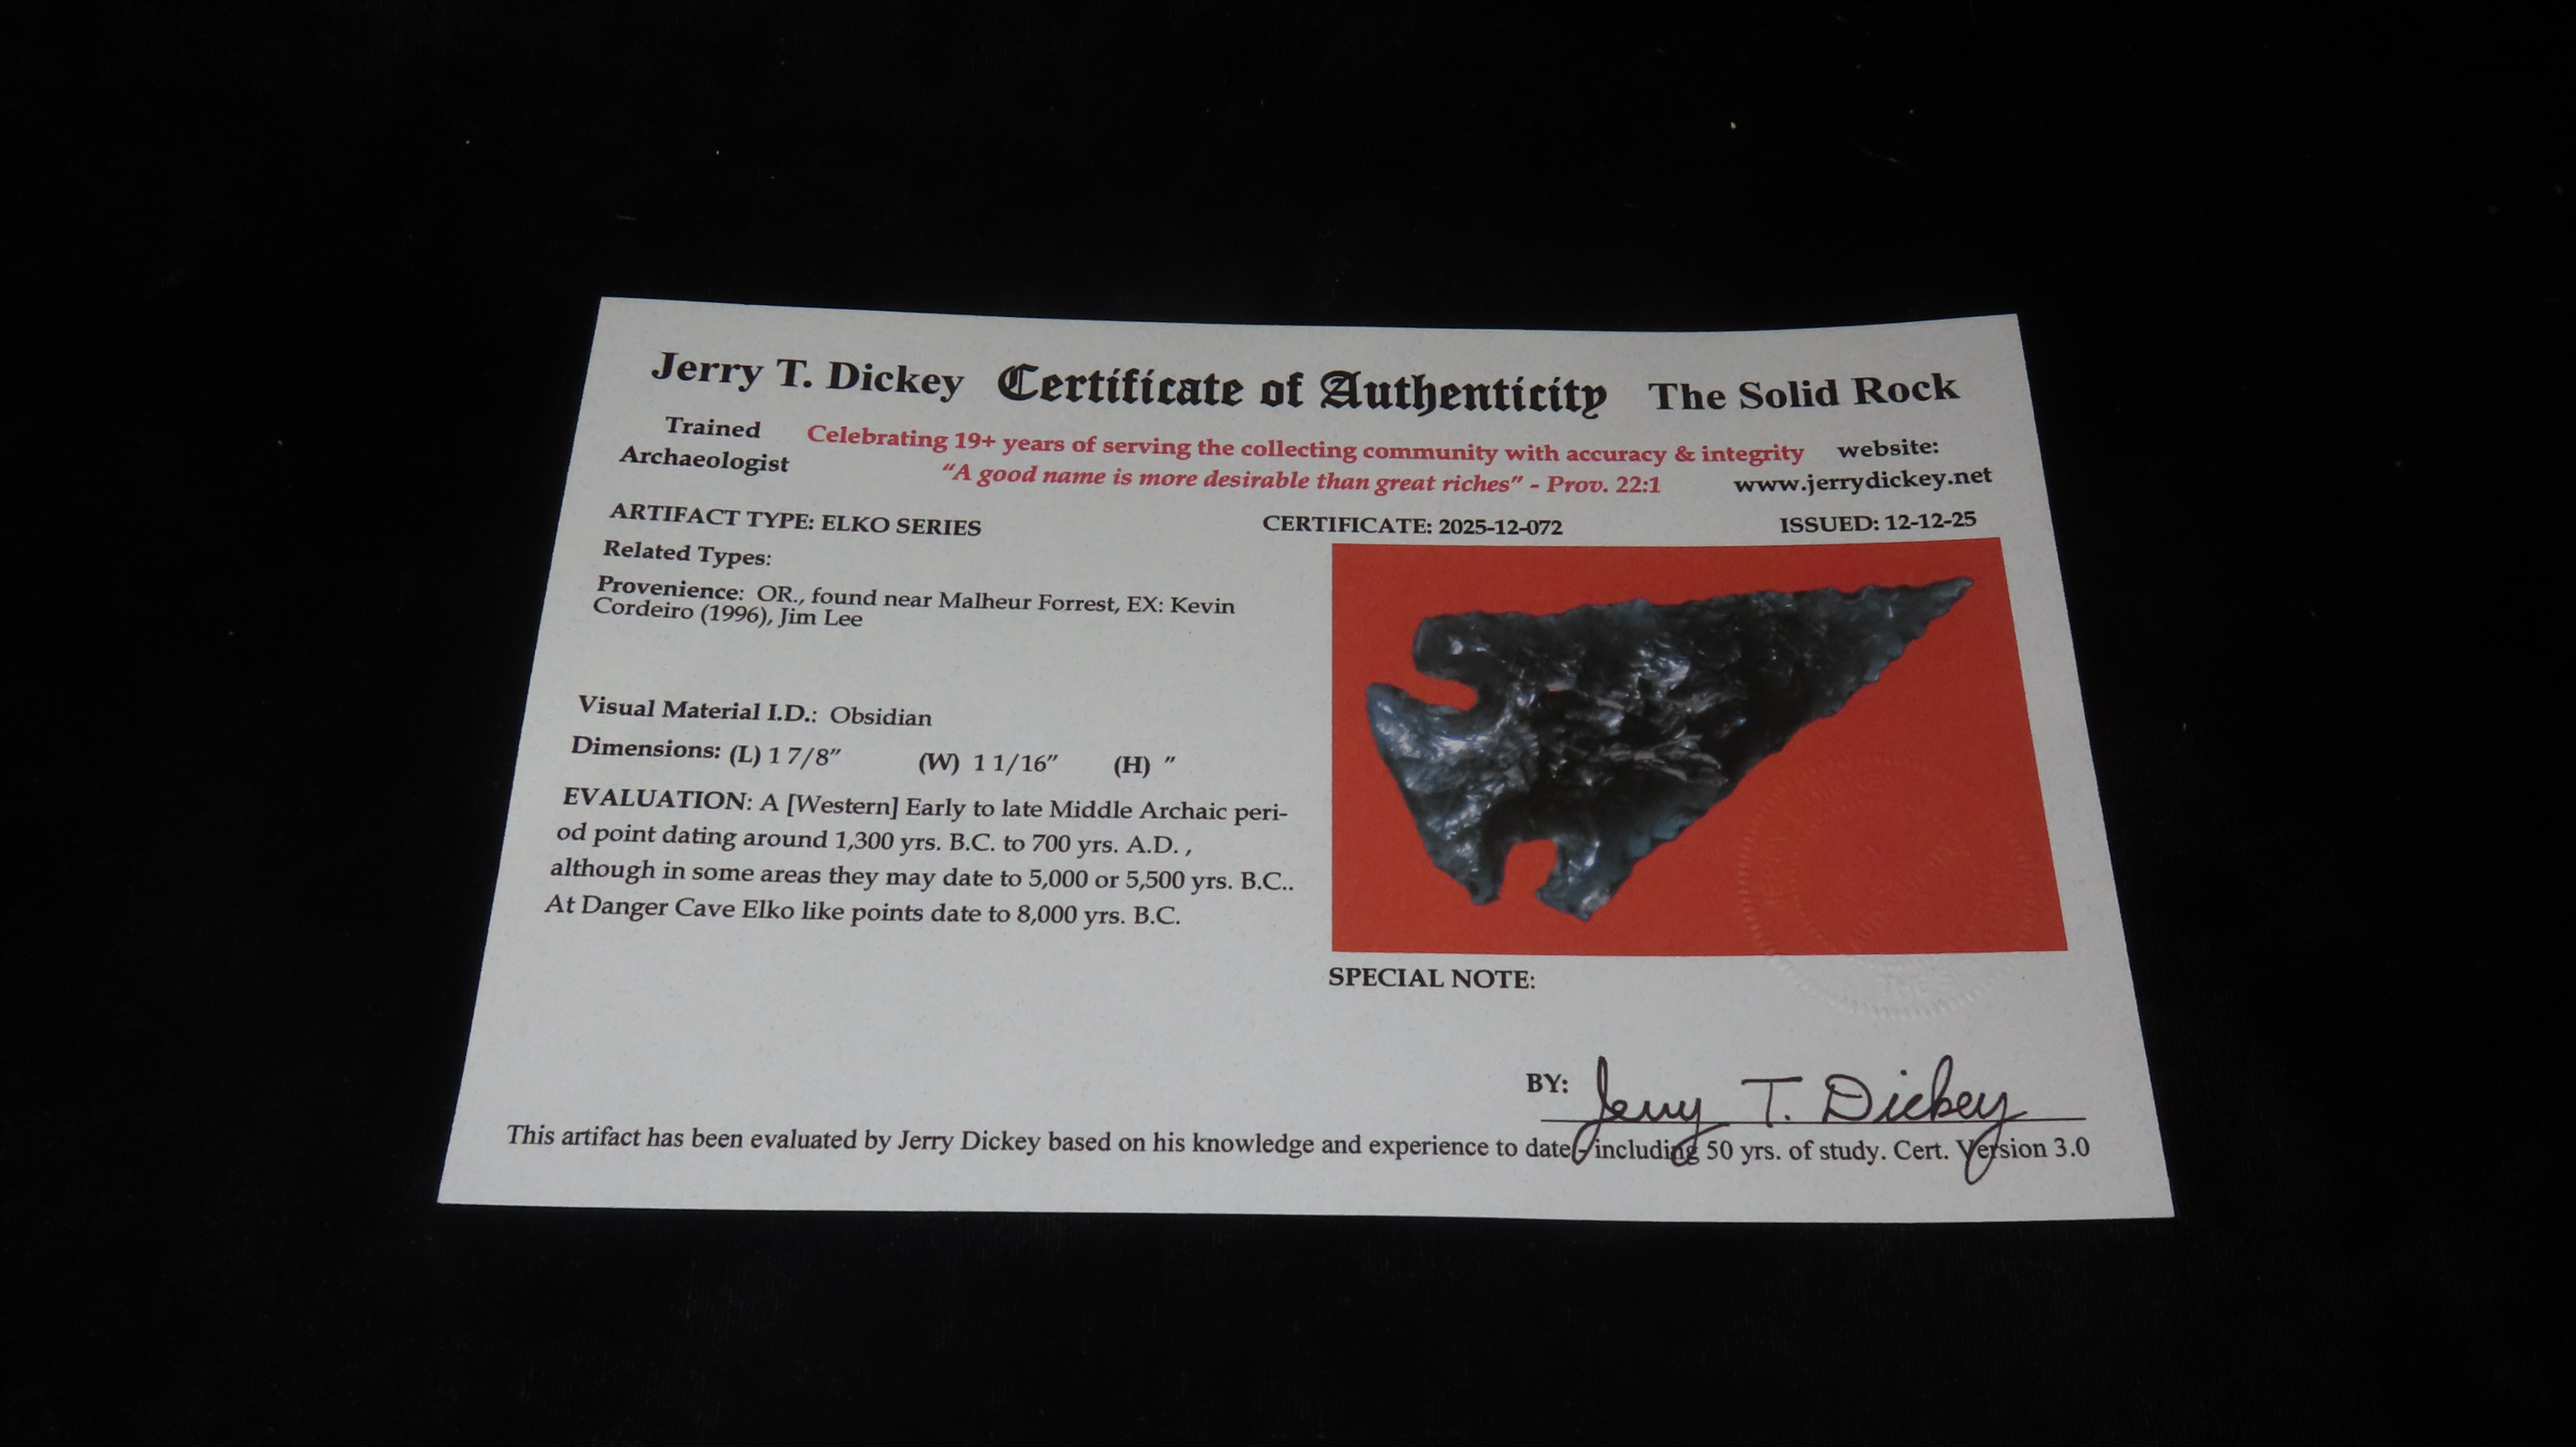 Jerry T. Dickey Certificate of Authenticity The Solid Rock
Trained
Archaeologist
Celebrating 19+ years of serving the collecting community with accuracy & integrity
"A good name is more desirable than great riches" - Prov. 22:1
website:
www.jerrydickey.net
ARTIFACT TYPE: ELKO SERIES
CERTIFICATE: 2025-12-072
ISSUED: 12-12-25
Related Types:
Provenience: OR., found near Malheur Forrest, EX: Kevin
Cordeiro (1996), Jim Lee
Visual Material I.D.: Obsidian
Dimensions: (L) 1 7/8" (W) 1 1/16" (H) "
EVALUATION: A [Western] Early to late Middle Archaic peri-
od point dating around 1,300 yrs. B.C. to 700 yrs. A.D. ,
although in some areas they may date to 5,000 or 5,500 yrs. B.C..
At Danger Cave Elko like points date to 8,000 yrs. B.C.
SPECIAL NOTE:
BY: Jerry T. Dickey
This artifact has been evaluated by Jerry Dickey based on his knowledge and experience to date - including 50 yrs. of study. Cert. Version 3.0